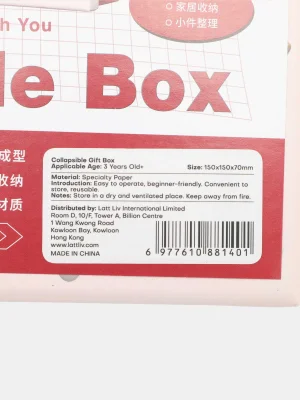 家居收纳
小件整理
h You
le Box
成型
收纳
材质
Collapsible Gift Box
Applicable Age: 3 Years Old+ Size: 150x150x70mm
Material: Specialty Paper
Introduction: Easy to operate, beginner-friendly. Convenient to
store, reusable.
Notes: Store in a dry and ventilated place. Keep away from fire.
Distributed by: Latt Liv International Limited
Room D, 10/F, Tower A, Billion Centre
1 Wang Kwong Road
Kowloon Bay, Kowloon
Hong Kong
www.lattliv.com
MADE IN CHINA
6 977610 881401